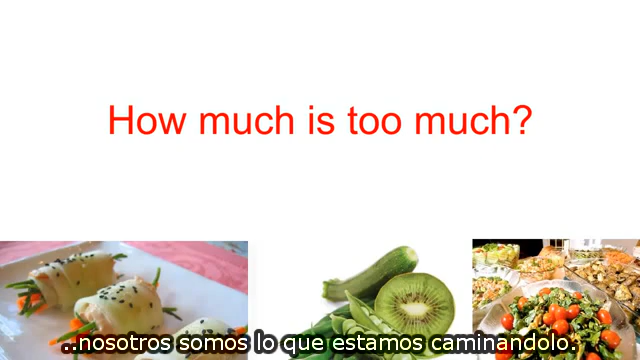 How much is too much?
..nosotros somos lo que estamos caminandolo.